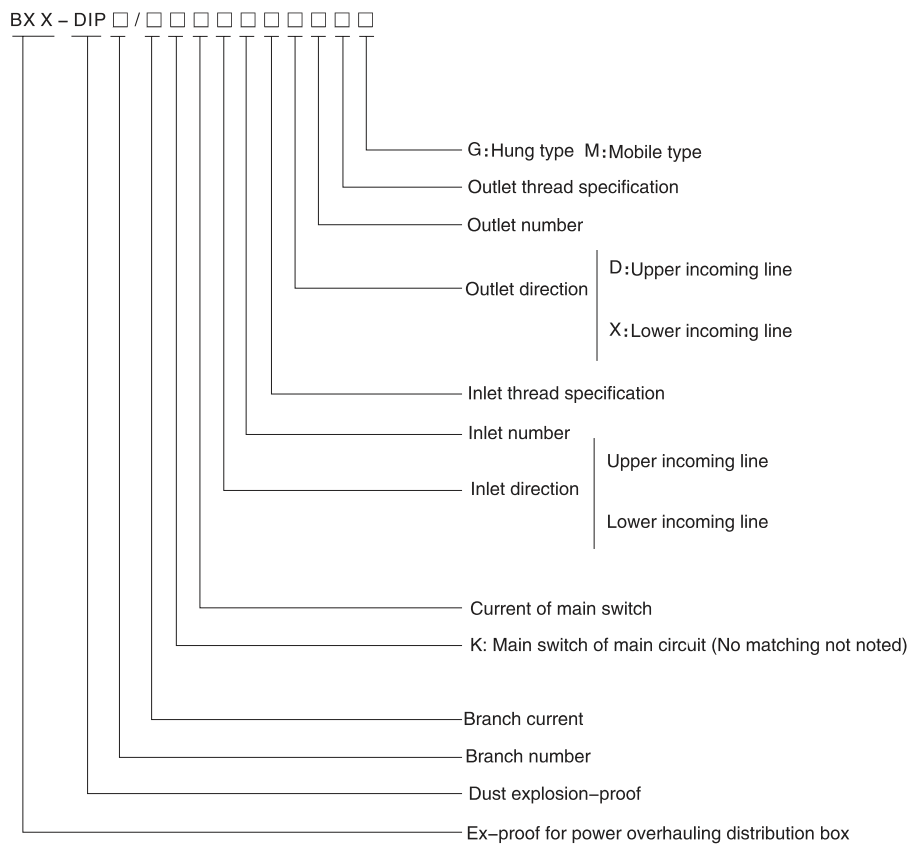 BXX-DIP□/□□□□□□□□□□
G:Hung type M:Mobile type
Outlet thread specification
Outlet number
Outlet direction
D:Upper incoming line
X:Lower incoming line
Inlet thread specification
Inlet number
Inlet direction
Upper incoming line
Lower incoming line
Current of main switch
K: Main switch of main circuit (No matching not noted)
Branch current
Branch number
Dust explosion-proof
Ex-proof for power overhauling distribution box